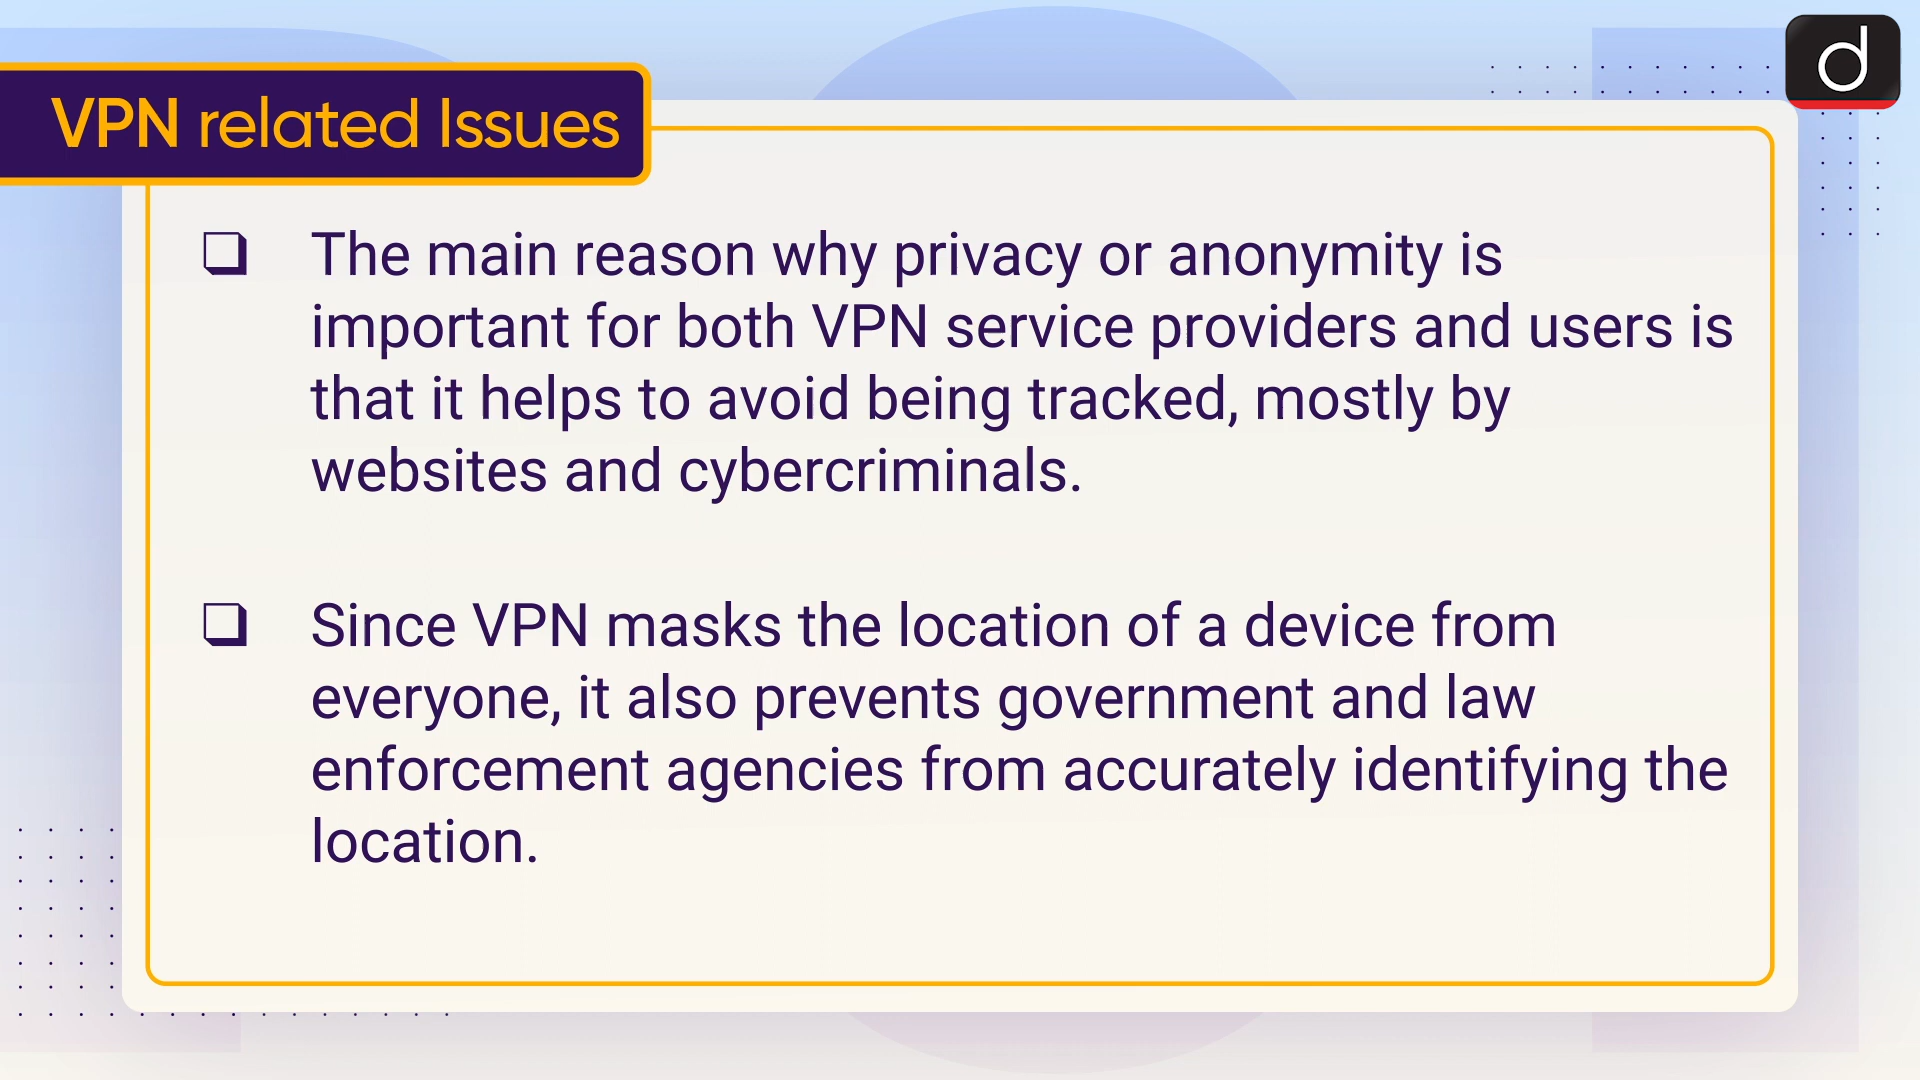 VPN related Issues
d
The main reason why privacy or anonymity is
important for both VPN service providers and users is
that it helps to avoid being tracked, mostly by
websites and cybercriminals.
Since VPN masks the location of a device from
everyone, it also prevents government and law
enforcement agencies from accurately identifying the
location.